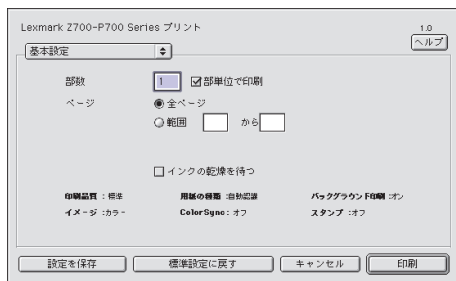 Lexmark Z700-P700 Series プリント
1.0
ヘルプ
基本設定
部数 1 部単位で印刷
ページ 全ページ
範囲 から
インクの乾燥を待つ
印刷品質：標準 用紙の種類：自動認識 バックグラウンド印刷：オン
イメージ：カラー ColorSync：オフ スタンプ：オフ
設定を保存 標準設定に戻す キャンセル 印刷